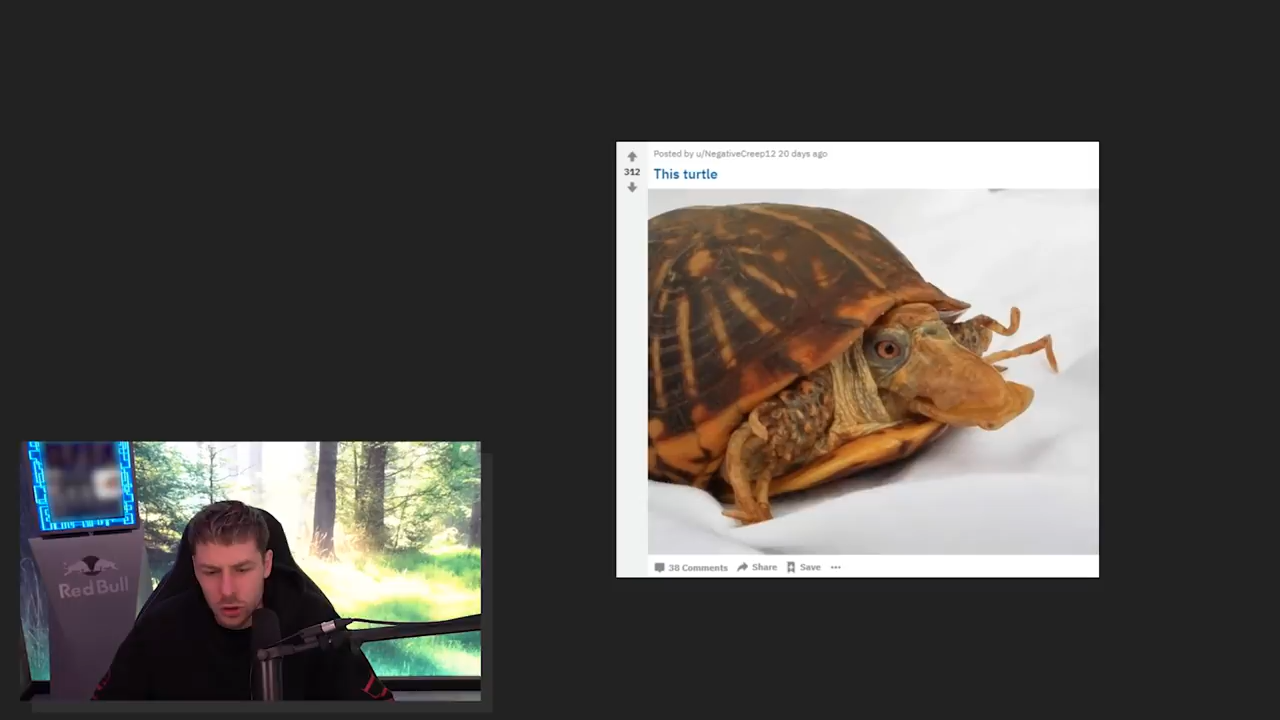 Posted by u/NegativeCreep12 20 days ago
312
This turtle
38 Comments Share Save
Red Bull